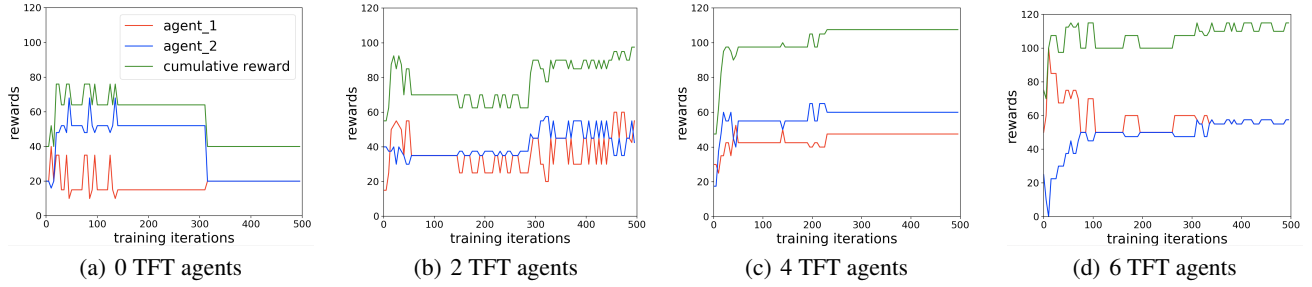 120
100
80
60
40
20
0
rewards
agent_1
agent_2
cumulative reward
0 100 200 300 400 500
training iterations
(a) 0 TFT agents
120
100
80
60
40
20
0
rewards
0 100 200 300 400 500
training iterations
(b) 2 TFT agents
120
100
80
60
40
20
0
rewards
0 100 200 300 400 500
training iterations
(c) 4 TFT agents
120
100
80
60
40
20
0
rewards
0 100 200 300 400 500
training iterations
(d) 6 TFT agents